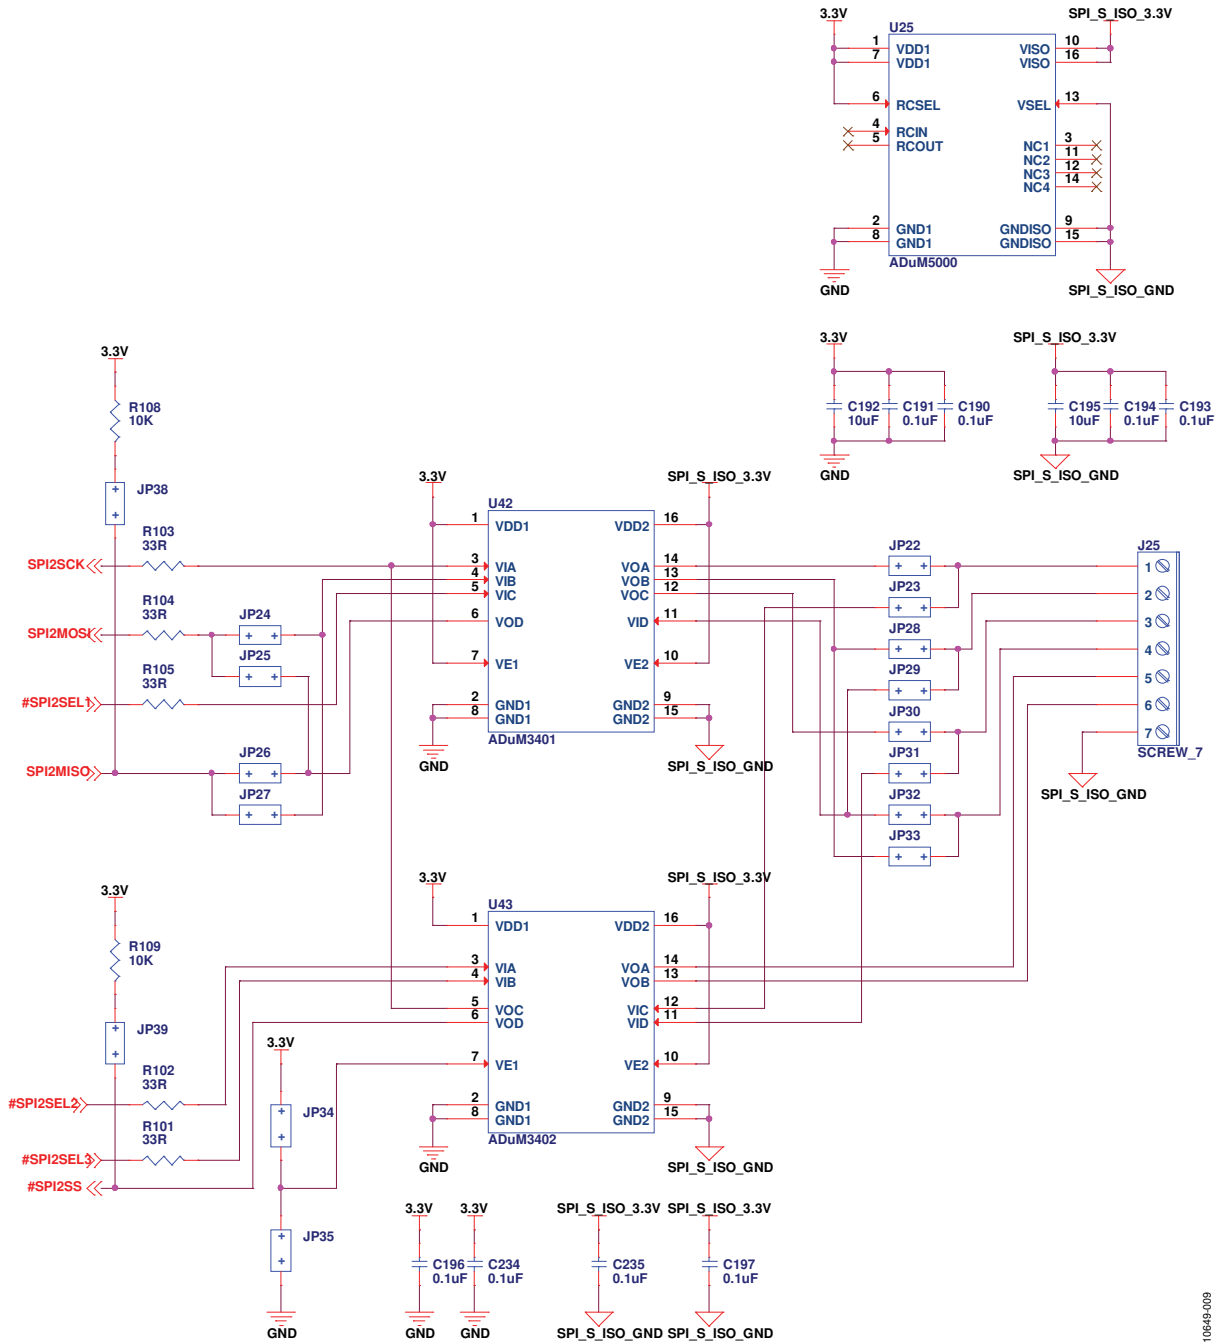 3.3V
SPI_S_ISO_3.3V
U25
1 VDD1 VISO 10
7 VDD1 VISO 16
6 RCSEL VSEL 13
4 RCIN
5 RCOUT NC1 3
NC2 11
NC3 12
NC4 14
2 GND1 GNDISO 9
8 GND1 GNDISO 15
ADuM5000
GND
SPI_S_ISO_GND
3.3V
SPI_S_ISO_3.3V
C192 10uF
C191 0.1uF
C190 0.1uF
C195 10uF
C194 0.1uF
C193 0.1uF
GND
SPI_S_ISO_GND
3.3V
R108
10K
JP38
R103
33R
SPI2SCK
R104
33R
SPI2MOSI
JP24
JP25
R105
33R
#SPI2SEL1
SPI2MISO
JP26
JP27
3.3V
SPI_S_ISO_3.3V
U42
1 VDD1 VDD2 16
3 VIA VOA 14
4 VIB VOB 13
5 VIC VOC 12
6 VOD VID 11
7 VE1 VE2 10
2 GND1 GND2 9
8 GND1 GND2 15
ADuM3401
GND
SPI_S_ISO_GND
JP22
JP23
JP28
JP29
JP30
JP31
JP32
JP33
J25
1
2
3
4
5
6
7
SCREW_7
SPI_S_ISO_GND
3.3V
R109
10K
JP39
R102
33R
#SPI2SEL2
R101
33R
#SPI2SEL3
#SPI2SS
3.3V
JP34
JP35
GND
3.3V
SPI_S_ISO_3.3V
U43
1 VDD1 VDD2 16
3 VIA VOA 14
4 VIB VOB 13
5 VOC VIC 12
6 VOD VID 11
7 VE1 VE2 10
2 GND1 GND2 9
8 GND1 GND2 15
ADuM3402
GND
SPI_S_ISO_GND
3.3V
3.3V
SPI_S_ISO_3.3V
SPI_S_ISO_3.3V
C196 0.1uF
C234 0.1uF
C235 0.1uF
C197 0.1uF
GND
GND
SPI_S_ISO_GND
SPI_S_ISO_GND
10649-009